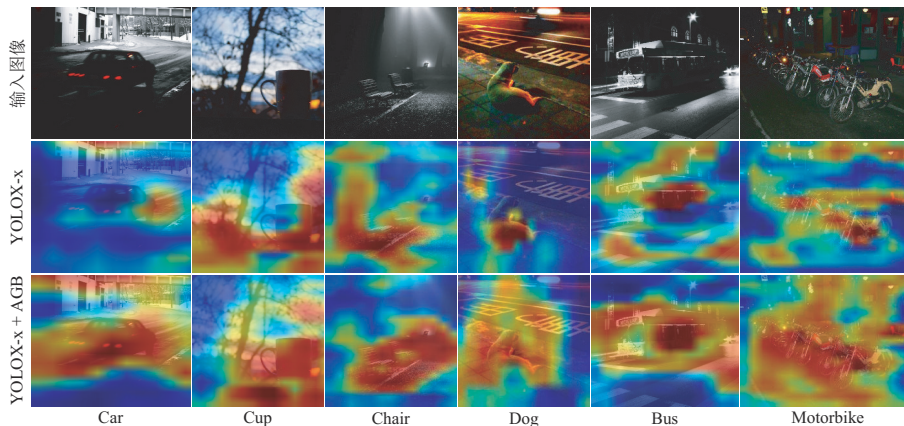 输入图像
YOLOX-x
YOLOX-x + AGB
Car
Cup
Chair
Dog
Bus
Motorbike